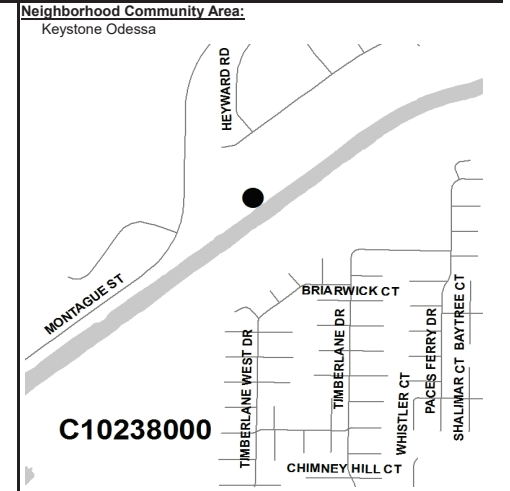 Neighborhood Community Area:
Keystone Odessa
HEYWARD RD
MONTAGUE ST
BRIARWICK CT
TIMBERLANE WEST DR
TIMBERLANE DR
WHISTLER CT
PACES FERRY DR
SHALIMAR CT
BAYTREE CT
C10238000
CHIMNEY HILL CT